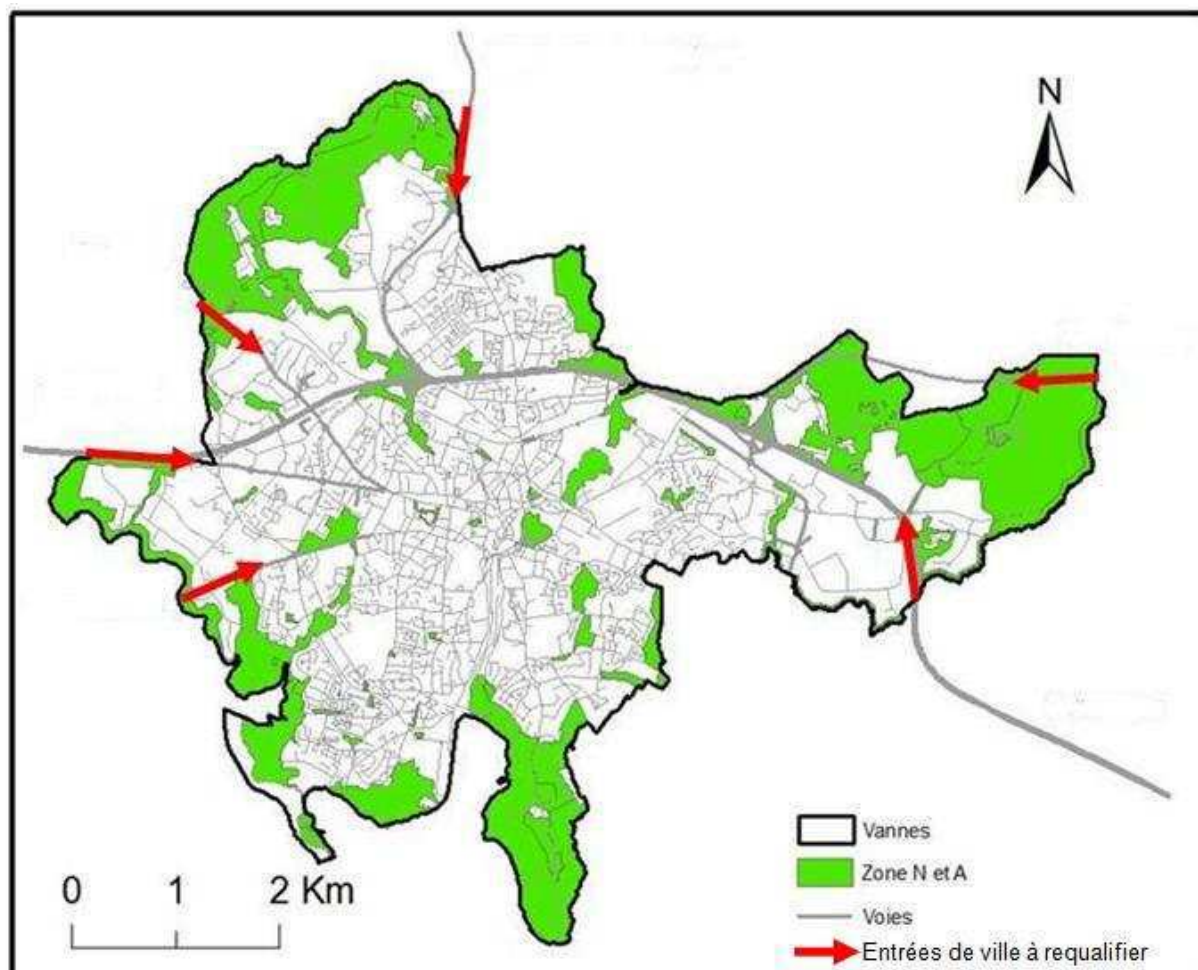 N
0 1 2 Km
Vannes
Zone N et A
Voies
Entrées de ville à requalifier